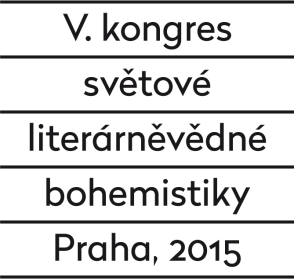 V. kongres
světové
literárněvědné
bohemistiky
Praha, 2015